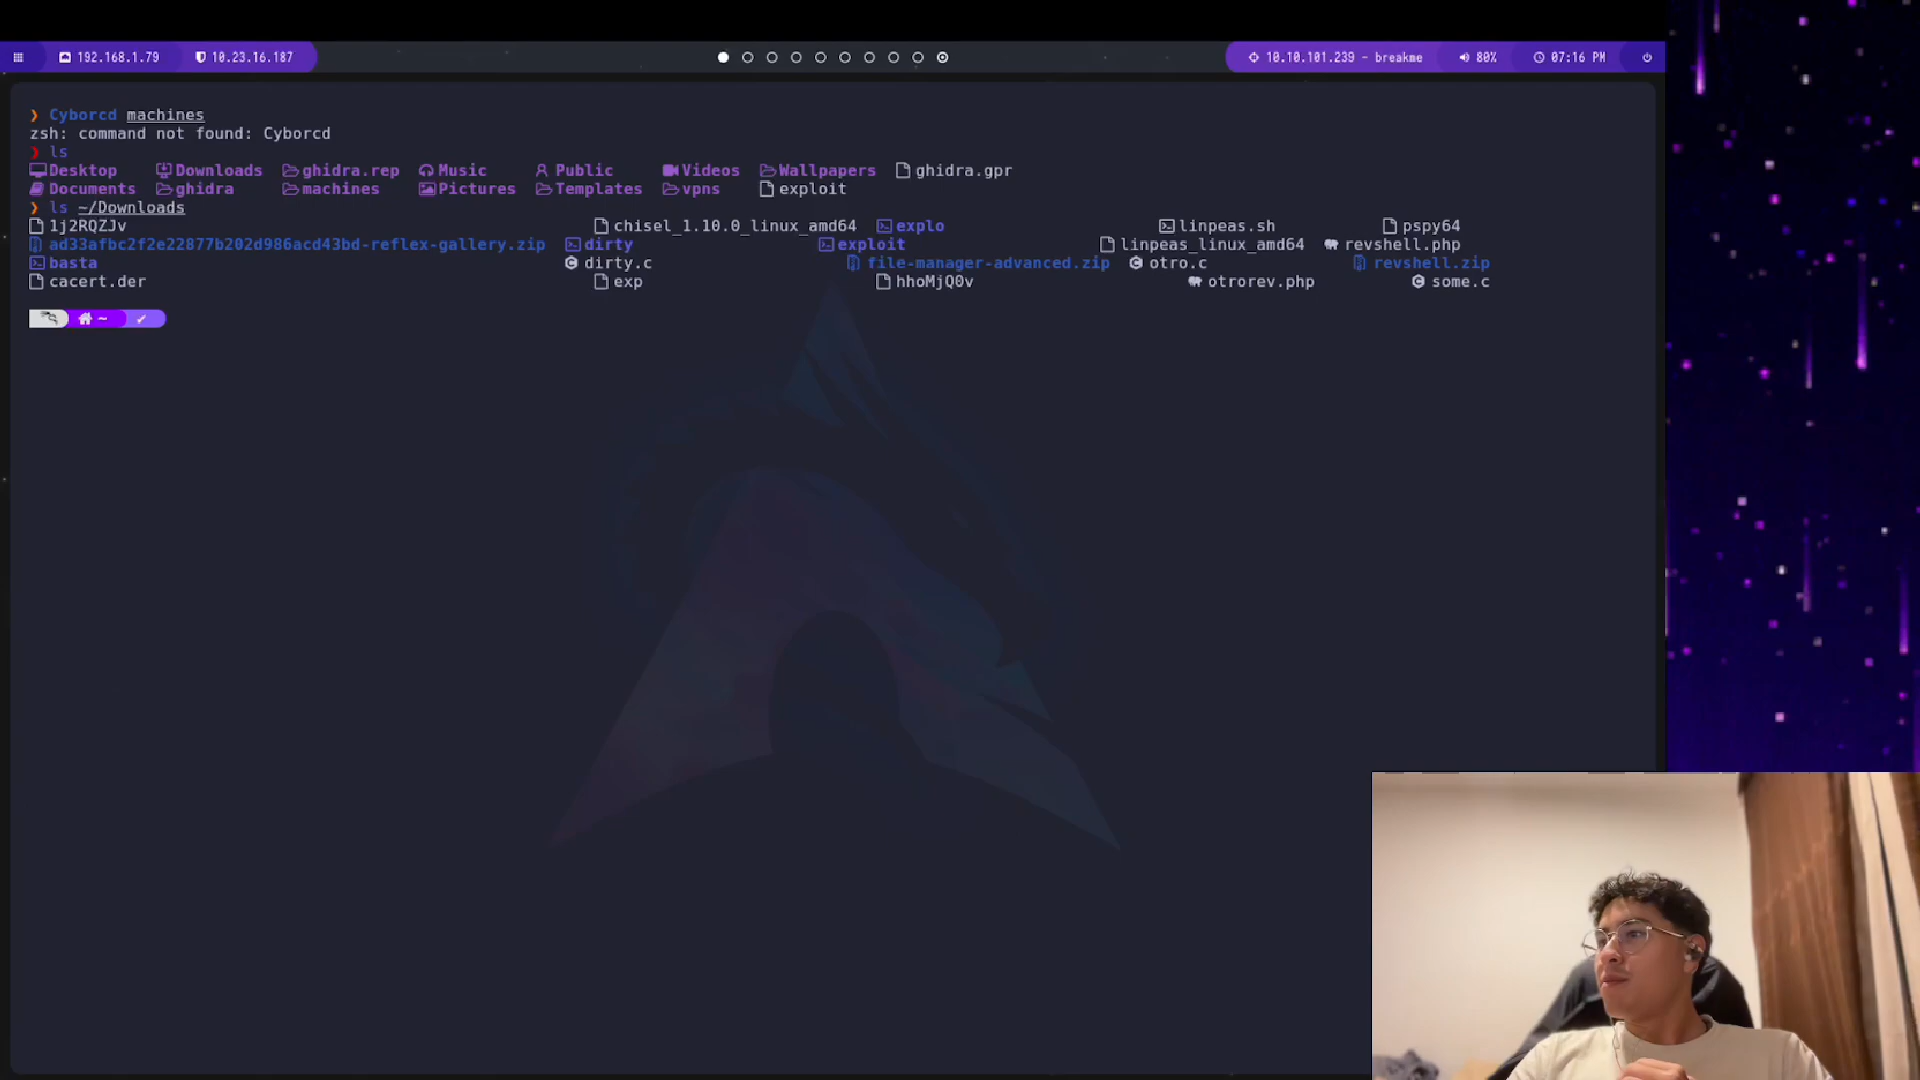 192.168.1.79 10.23.16.187 10.10.101.239 - breakme 80% 07:16 PM
❯ Cyborcd machines
zsh: command not found: Cyborcd
❯ ls
Desktop Downloads ghidra.rep Music Public Videos Wallpapers ghidra.gpr
Documents ghidra machines Pictures Templates vpns exploit
❯ ls ~/Downloads
1j2RQZJv chisel_1.10.0_linux_amd64 explo linpeas.sh pspy64
ad33afbc2f2e22877b202d986acd43bd-reflex-gallery.zip dirty exploit linpeas_linux_amd64 revshell.php
basta dirty.c file-manager-advanced.zip otro.c revshell.zip
cacert.der exp hhoMjQ0v otrorev.php some.c
~ ✓